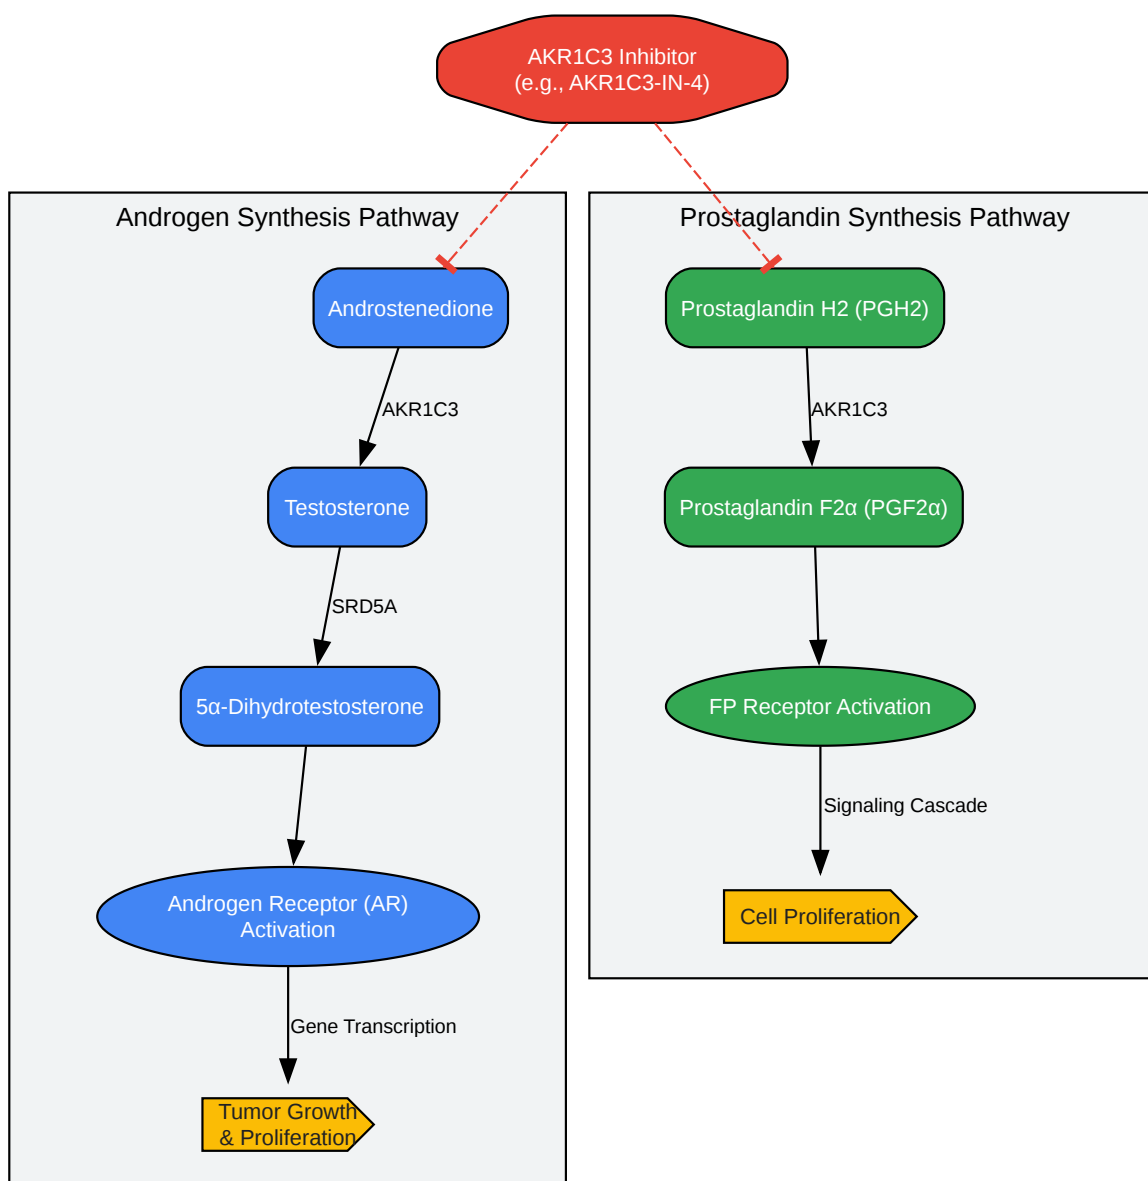 AKR1C3 Inhibitor
(e.g., AKR1C3-IN-4)
Androgen Synthesis Pathway
Androstenedione
AKR1C3
Testosterone
SRD5A
5α-Dihydrotestosterone
Androgen Receptor (AR)
Activation
Gene Transcription
Tumor Growth
& Proliferation
Prostaglandin Synthesis Pathway
Prostaglandin H2 (PGH2)
AKR1C3
Prostaglandin F2α (PGF2α)
FP Receptor Activation
Signaling Cascade
Cell Proliferation